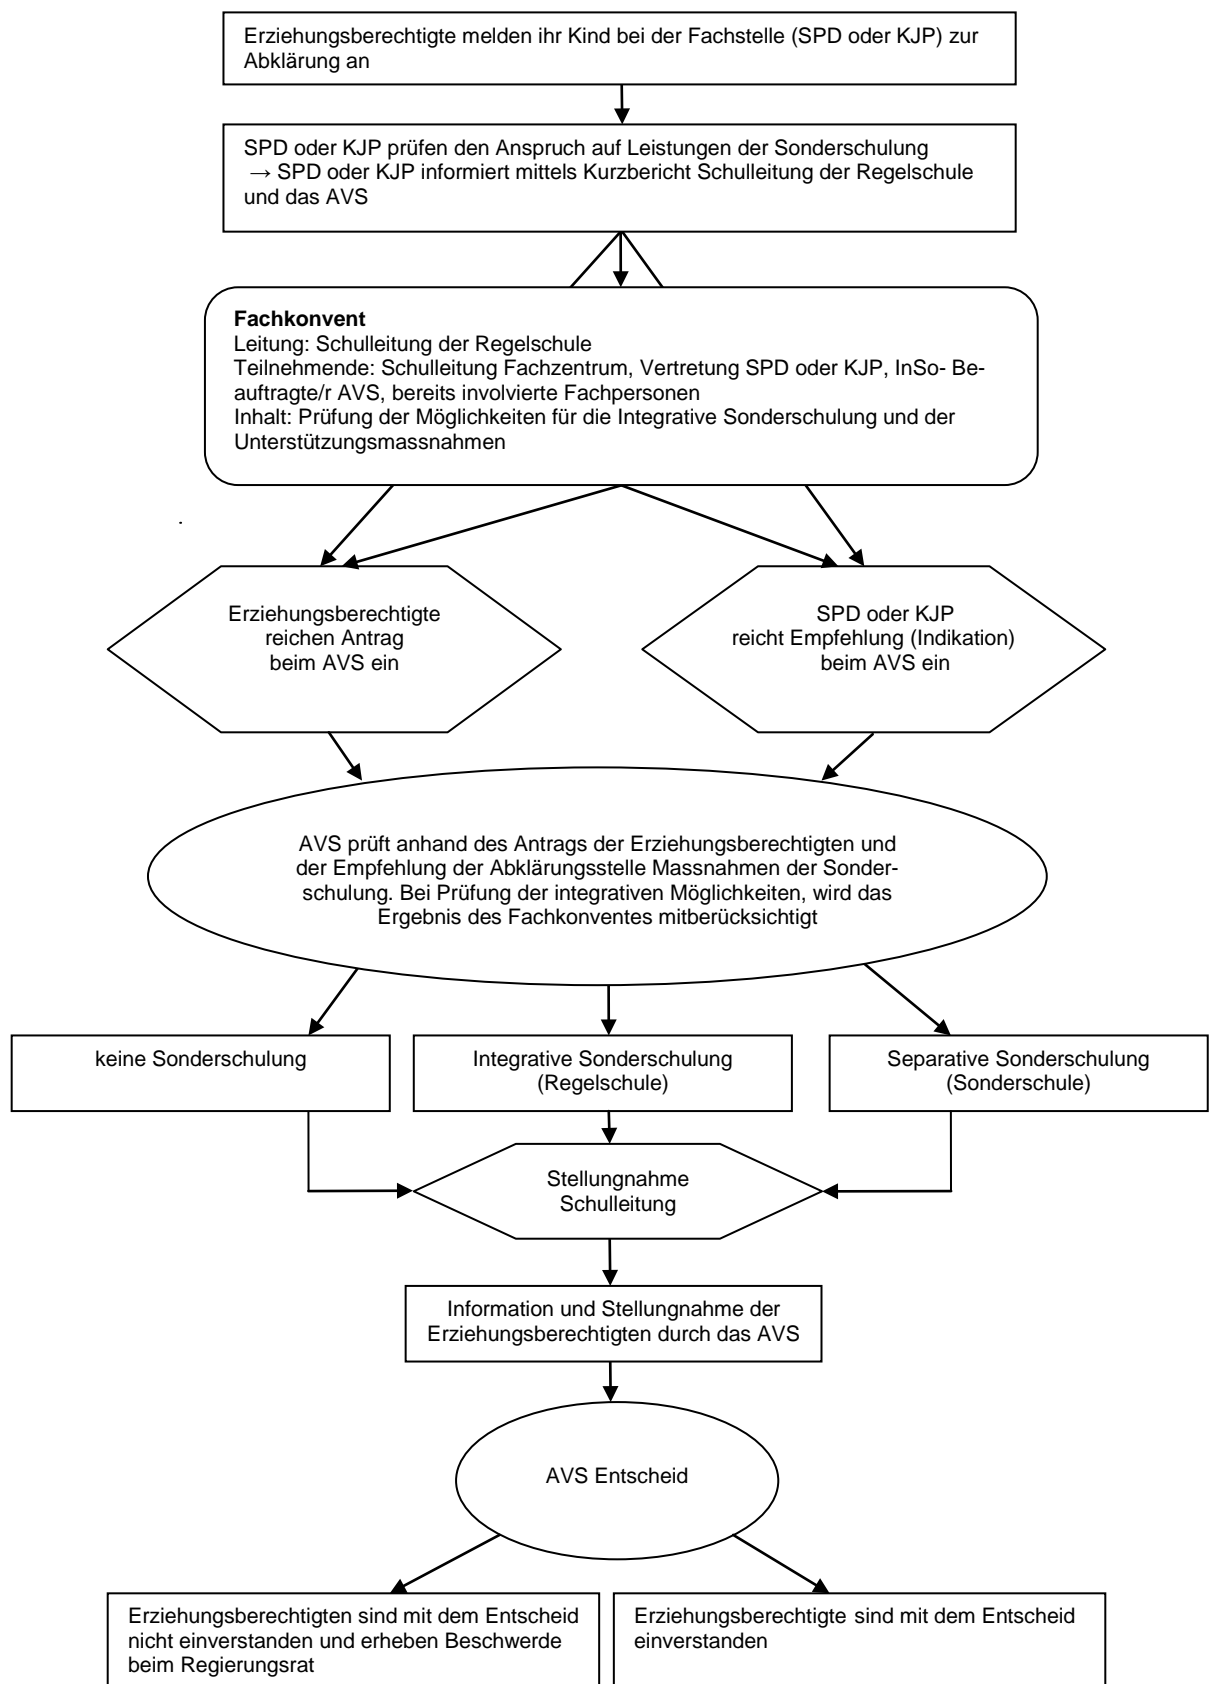 Erziehungsberechtigte melden ihr Kind bei der Fachstelle (SPD oder KJP) zur
Abklärung an
SPD oder KJP prüfen den Anspruch auf Leistungen der Sonderschulung
→ SPD oder KJP informiert mittels Kurzbericht Schulleitung der Regelschule
und das AVS
Fachkonvent
Leitung: Schulleitung der Regelschule
Teilnehmende: Schulleitung Fachzentrum, Vertretung SPD oder KJP, InSo- Be-
auftragte/r AVS, bereits involvierte Fachpersonen
Inhalt: Prüfung der Möglichkeiten für die Integrative Sonderschulung und der
Unterstützungsmassnahmen
.
Erziehungsberechtigte
reichen Antrag
beim AVS ein
SPD oder KJP
reicht Empfehlung (Indikation)
beim AVS ein
AVS prüft anhand des Antrags der Erziehungsberechtigten und
der Empfehlung der Abklärungsstelle Massnahmen der Sonder-
schulung. Bei Prüfung der integrativen Möglichkeiten, wird das
Ergebnis des Fachkonventes mitberücksichtigt
keine Sonderschulung
Integrative Sonderschulung
(Regelschule)
Separative Sonderschulung
(Sonderschule)
Stellungnahme
Schulleitung
Information und Stellungnahme der
Erziehungsberechtigten durch das AVS
AVS Entscheid
Erziehungsberechtigten sind mit dem Entscheid
nicht einverstanden und erheben Beschwerde
beim Regierungsrat
Erziehungsberechtigte sind mit dem Entscheid
einverstanden